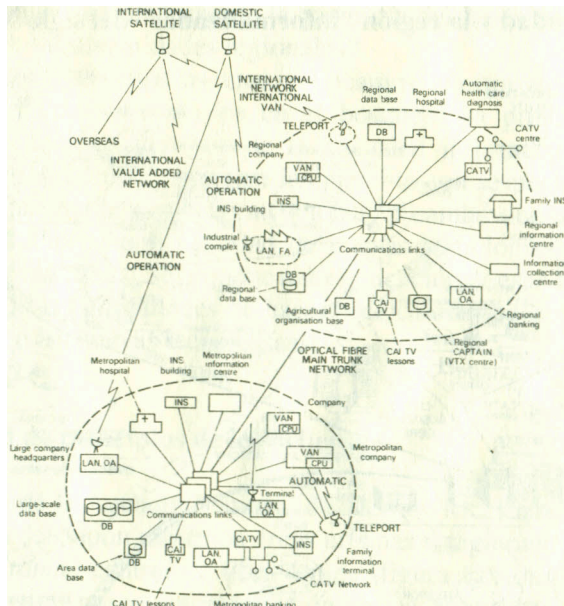 INTERNATIONAL
SATELLITE
DOMESTIC
SATELLITE
INTERNATIONAL
NETWORK
INTERNATIONAL
VAN
Regional
data base
Regional
hospital
Automatic
health care
diagnosis
TELEPORT
DB
CATV
centre
OVERSEAS
Regional
company
VAN
CPU
CATV
INTERNATIONAL
VALUE ADDED
NETWORK
AUTOMATIC
OPERATION
INS building
INS
Family INS
Industrial
complex
LAN, FA
Regional
information
centre
Communications links
AUTOMATIC
OPERATION
Information
collection
centre
Regional
data base
DB
LAN,
OA
Agricultural
organisation base
DB
CAI
TV
Regional
banking
OPTICAL FIBRE
MAIN TRUNK
NETWORK
CAI TV
lessons
Regional
CAPTAIN
(VTX centre)
Metropolitan
hospital
INS
building
Metropolitan
information
centre
INS
Company
VAN
CPU
Large company
headquarters
LAN, OA
VAN
CPU
Metropolitan
company
AUTOMATIC
Terminal
LAN,
OA
Large-scale
data base
DB
Communications links
TELEPORT
CATV
INS
Area data
base
DB
CAI
TV
LAN,
OA
Family
information
terminal
CATV Network
CAI TV lessons
Metropolitan banking